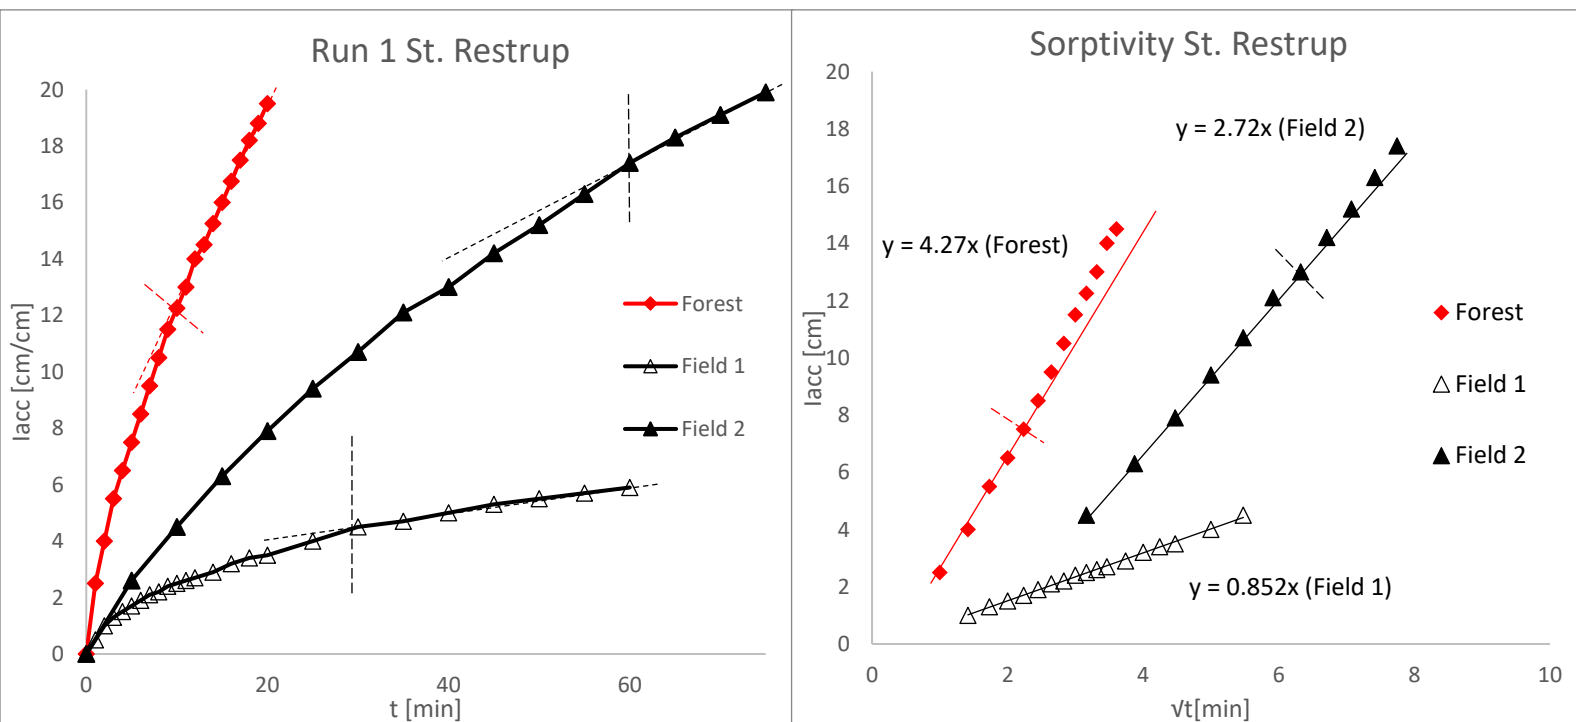 Run 1 St. Restrup
Iacc [cm/cm]
20
18
16
14
12
10
8
6
4
2
0
0
20
40
60
t [min]
Forest
Field 1
Field 2
Sorptivity St. Restrup
Iacc [cm]
20
18
16
14
12
10
8
6
4
2
0
0
2
4
6
8
10
√t[min]
y = 2.72x (Field 2)
y = 4.27x (Forest)
y = 0.852x (Field 1)
Forest
Field 1
Field 2